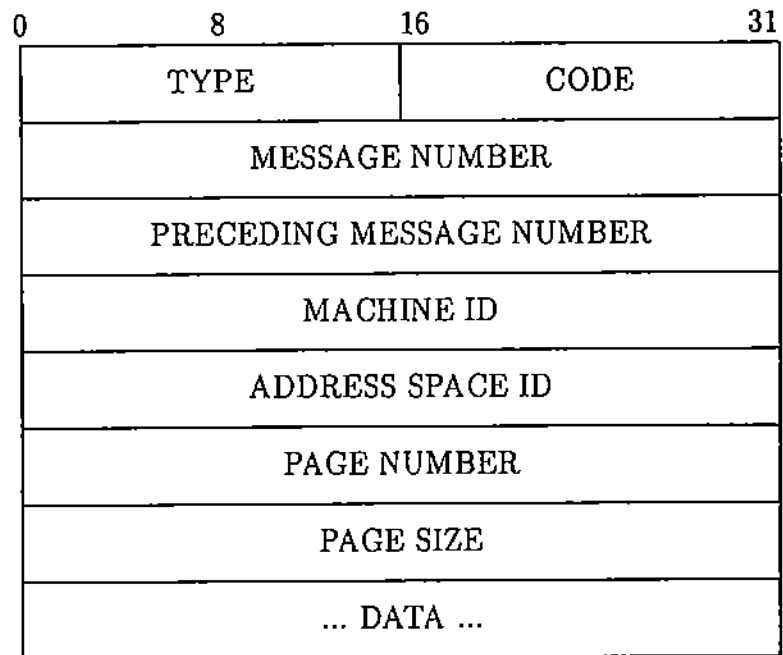 0 8 16 31
TYPE CODE
MESSAGE NUMBER
PRECEDING MESSAGE NUMBER
MACHINE ID
ADDRESS SPACE ID
PAGE NUMBER
PAGE SIZE
... DATA ...